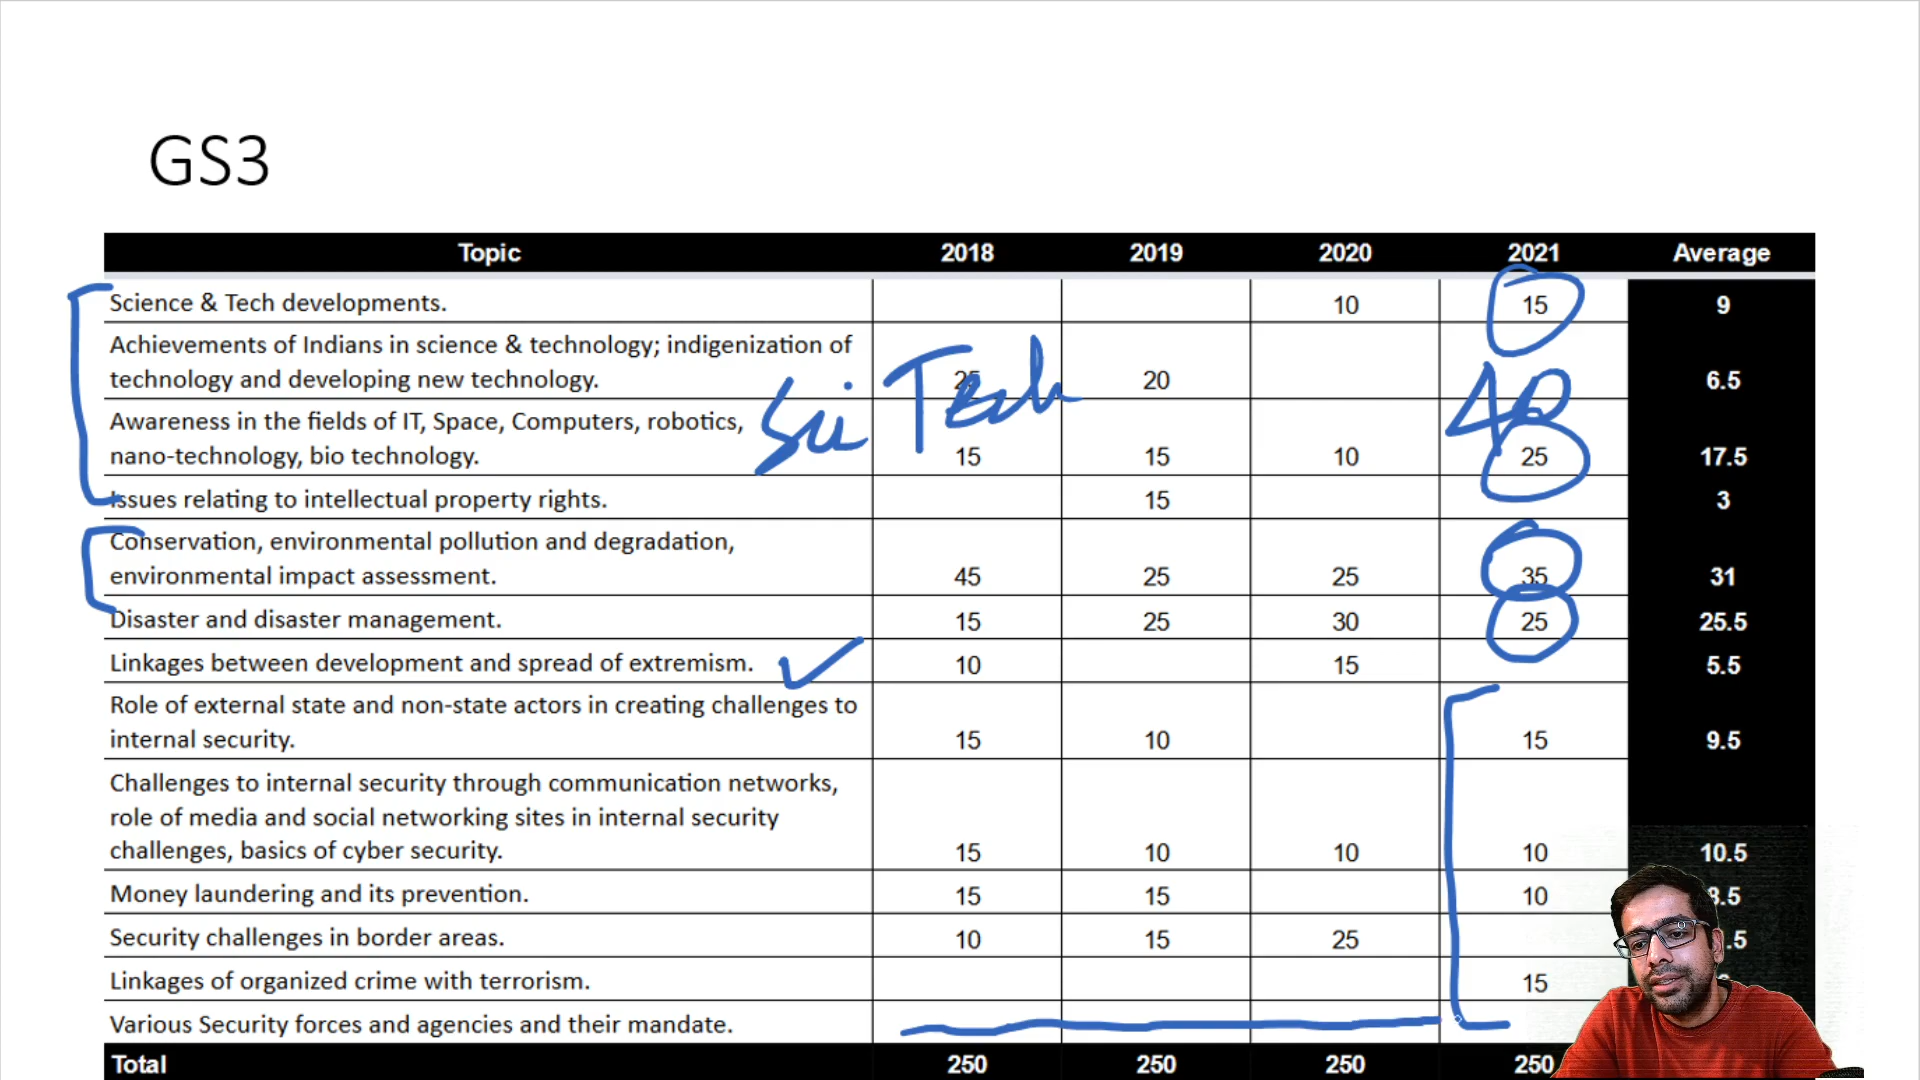 GS3
Topic 2018 2019 2020 2021 Average
Science & Tech developments. 10 15 9
Achievements of Indians in science & technology; indigenization of
technology and developing new technology. 25 20 6.5
Sci Tech 40
Awareness in the fields of IT, Space, Computers, robotics,
nano-technology, bio technology. 15 15 10 25 17.5
Issues relating to intellectual property rights. 15 3
Conservation, environmental pollution and degradation,
environmental impact assessment. 45 25 25 35 31
Disaster and disaster management. 15 25 30 25 25.5
Linkages between development and spread of extremism. 10 15 5.5
Role of external state and non-state actors in creating challenges to
internal security. 15 10 15 9.5
Challenges to internal security through communication networks,
role of media and social networking sites in internal security
challenges, basics of cyber security. 15 10 10 10 10.5
Money laundering and its prevention. 15 15 10
Security challenges in border areas. 10 15 25
Linkages of organized crime with terrorism. 15
Various Security forces and agencies and their mandate.
Total 250 250 250 250